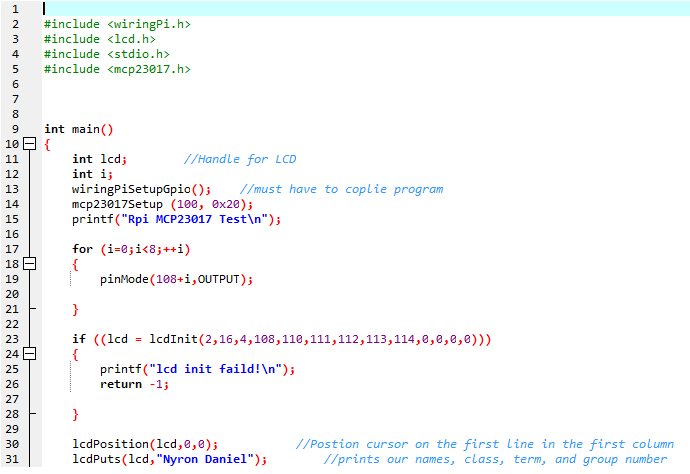 1
2 #include <wiringPi.h>
3 #include <lcd.h>
4 #include <stdio.h>
5 #include <mcp23017.h>
6
7
8
9 int main()
10 {
11 int lcd; //Handle for LCD
12 int i;
13 wiringPiSetupGpio(); //must have to coplie program
14 mcp23017Setup (100, 0x20);
15 printf("Rpi MCP23017 Test\n");
16
17 for (i=0;i<8;++i)
18 {
19 pinMode(108+i,OUTPUT);
20
21 }
22
23 if ((lcd = lcdInit(2,16,4,108,110,111,112,113,114,0,0,0,0)))
24 {
25 printf("lcd init faild!\n");
26 return -1;
27
28 }
29
30 lcdPosition(lcd,0,0); //Postion cursor on the first line in the first column
31 lcdPuts(lcd,"Nyron Daniel"); //prints our names, class, term, and group number